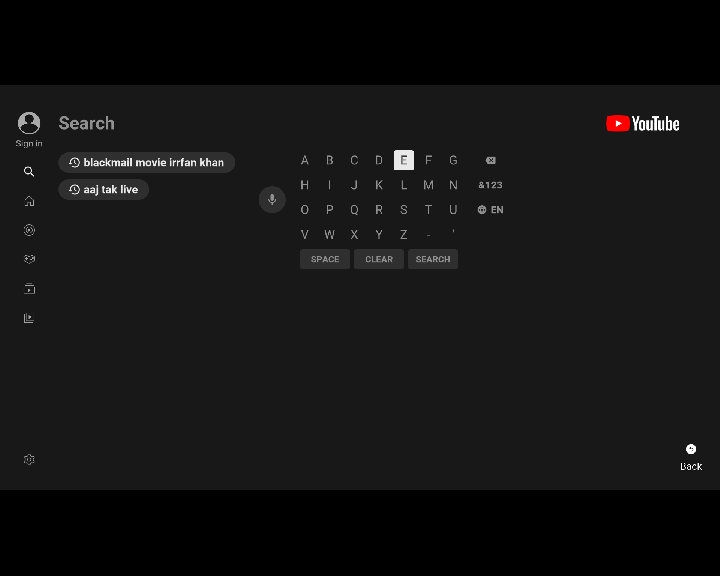 Search
YouTube
Sign in
blackmail movie irrfan khan
aaj tak live
A B C D E F G
H I J K L M N &123
O P Q R S T U EN
V W X Y Z - '
SPACE CLEAR SEARCH
Back